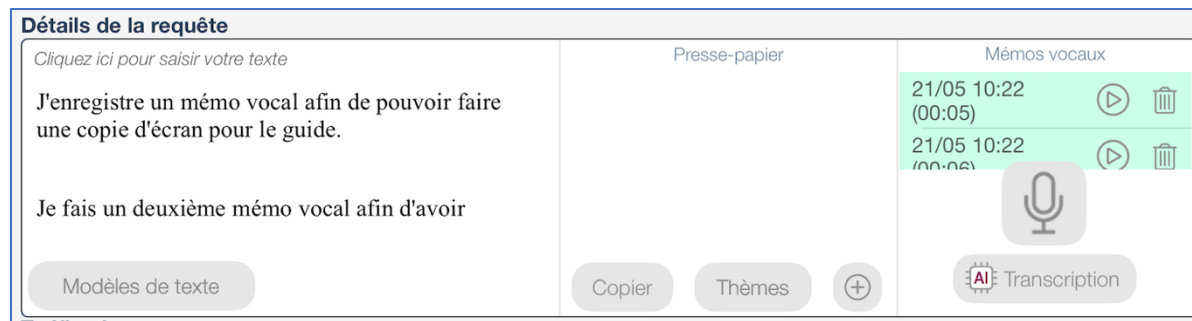 Détails de la requête
Cliquez ici pour saisir votre texte
J'enregistre un mémo vocal afin de pouvoir faire
une copie d'écran pour le guide.
Je fais un deuxième mémo vocal afin d'avoir
Modèles de texte
Presse-papier
Copier
Thèmes
Mémos vocaux
21/05 10:22
(00:05)
21/05 10:22
(00:06)
AI Transcription